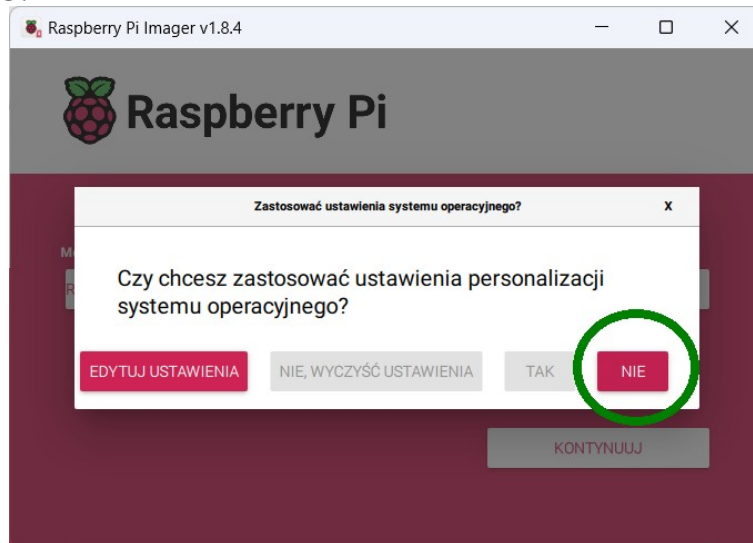 Raspberry Pi Imager v1.8.4
Raspberry Pi
Zastosować ustawienia systemu operacyjnego?
X
M
Czy chcesz zastosować ustawienia personalizacji
systemu operacyjnego?
EDYTUJ USTAWIENIA
NIE, WYCZYŚĆ USTAWIENIA
TAK
NIE
KONTYNUUJ